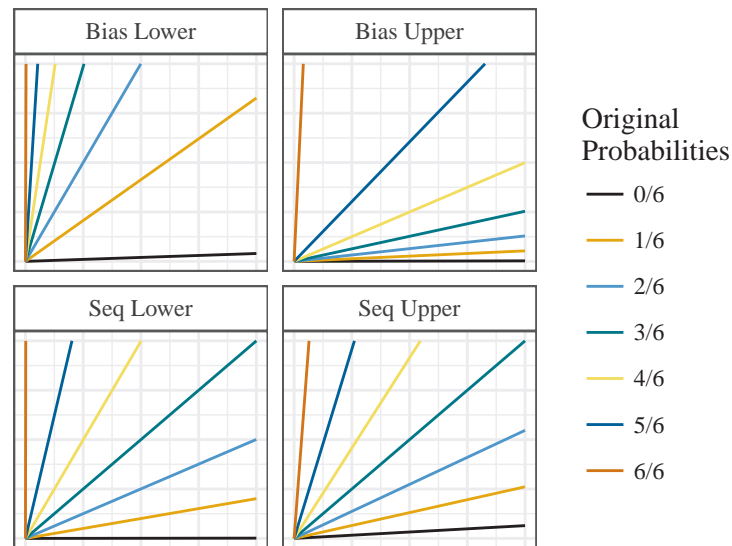 Bias Lower
Bias Upper
Seq Lower
Seq Upper
Original
Probabilities
0/6
1/6
2/6
3/6
4/6
5/6
6/6